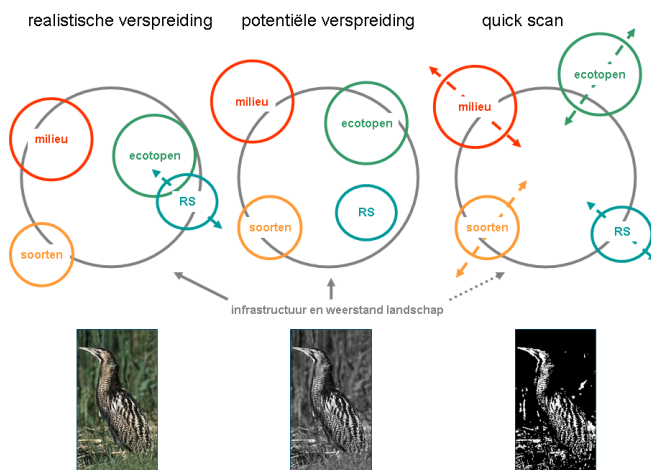 realistische verspreiding
potentiële verspreiding
quick scan
milieu
ecotopen
RS
soorten
milieu
ecotopen
RS
soorten
milieu
ecotopen
RS
soorten
infrastructuur en weerstand landschap